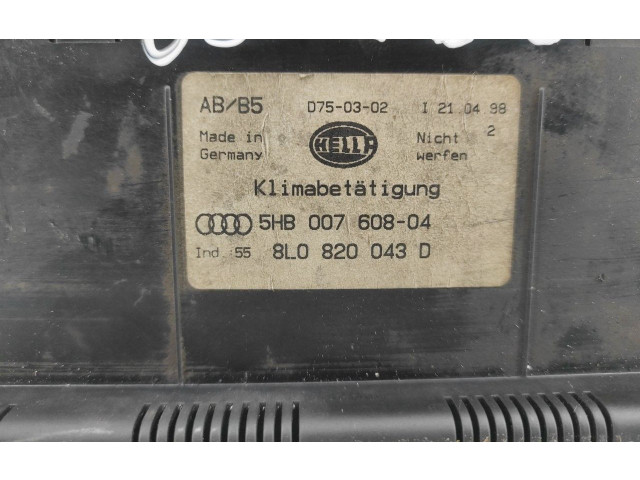 AB/B5 D75-03-02 I 21 04 98
Made in Germany HELLA Nicht werfen 2
Klimabetätigung
5HB 007 608-04
Ind. 55 8L0 820 043 D